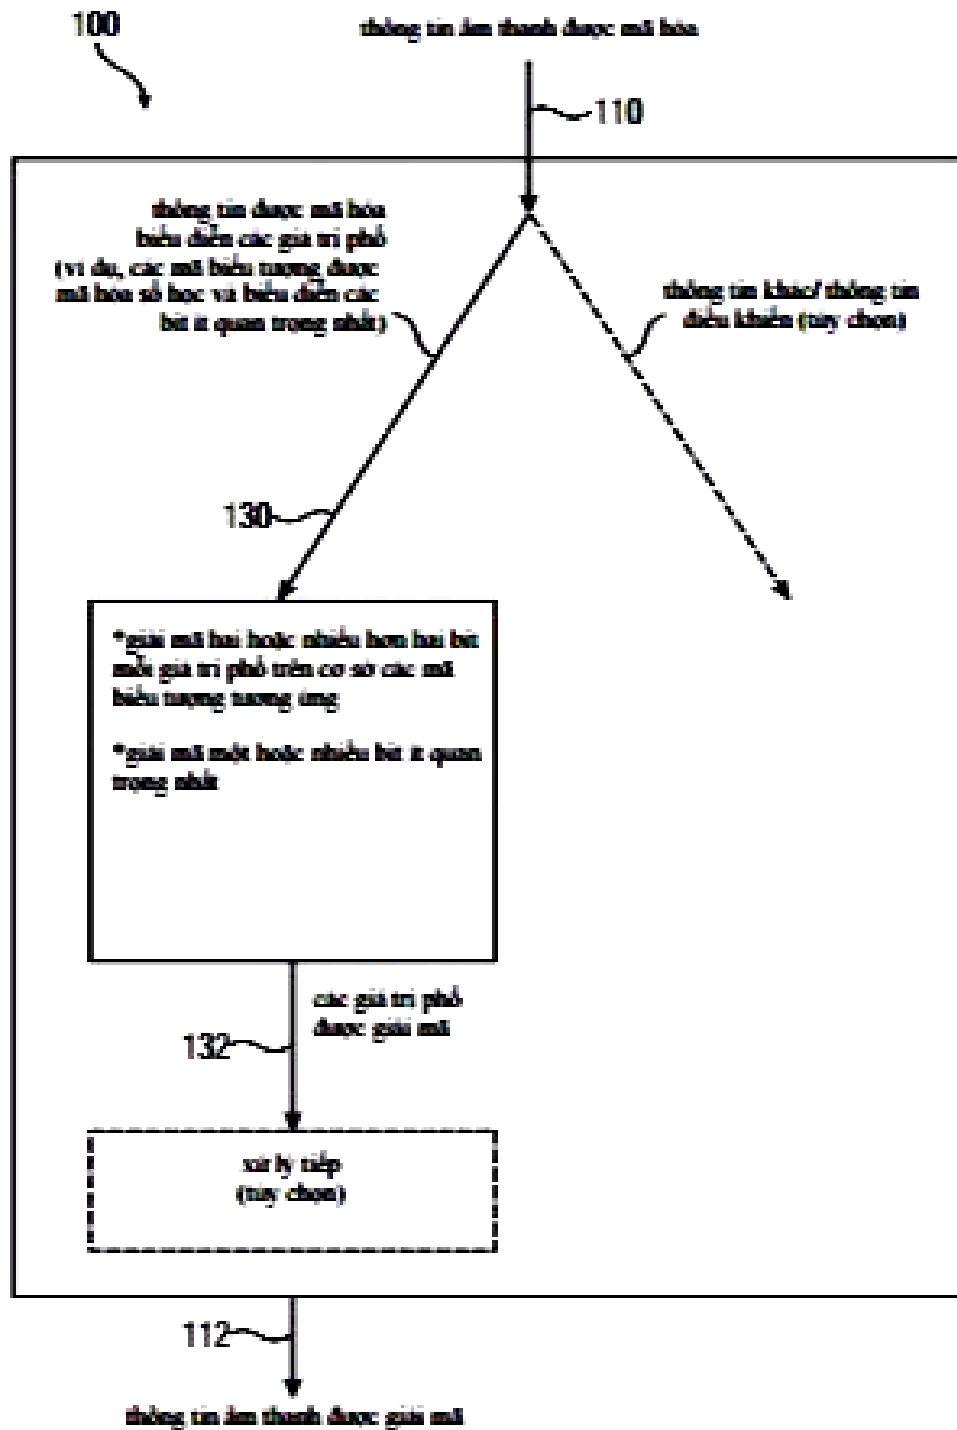 100
thông tin âm thanh được mã hóa
110
thông tin được mã hóa
biểu diễn các giá trị phổ
(ví dụ, các mã biểu tượng được
mã hóa số học và biểu diễn các
bit ít quan trọng nhất)
thông tin khác/ thông tin
điều khiển (tùy chọn)
130
*giải mã hai hoặc nhiều hơn hai bit
mỗi giá trị phổ trên cơ sở các mã
biểu tượng tương ứng
*giải mã một hoặc nhiều bit ít quan
trọng nhất
các giá trị phổ
được giải mã
132
xử lý tiếp
(tùy chọn)
112
thông tin âm thanh được giải mã